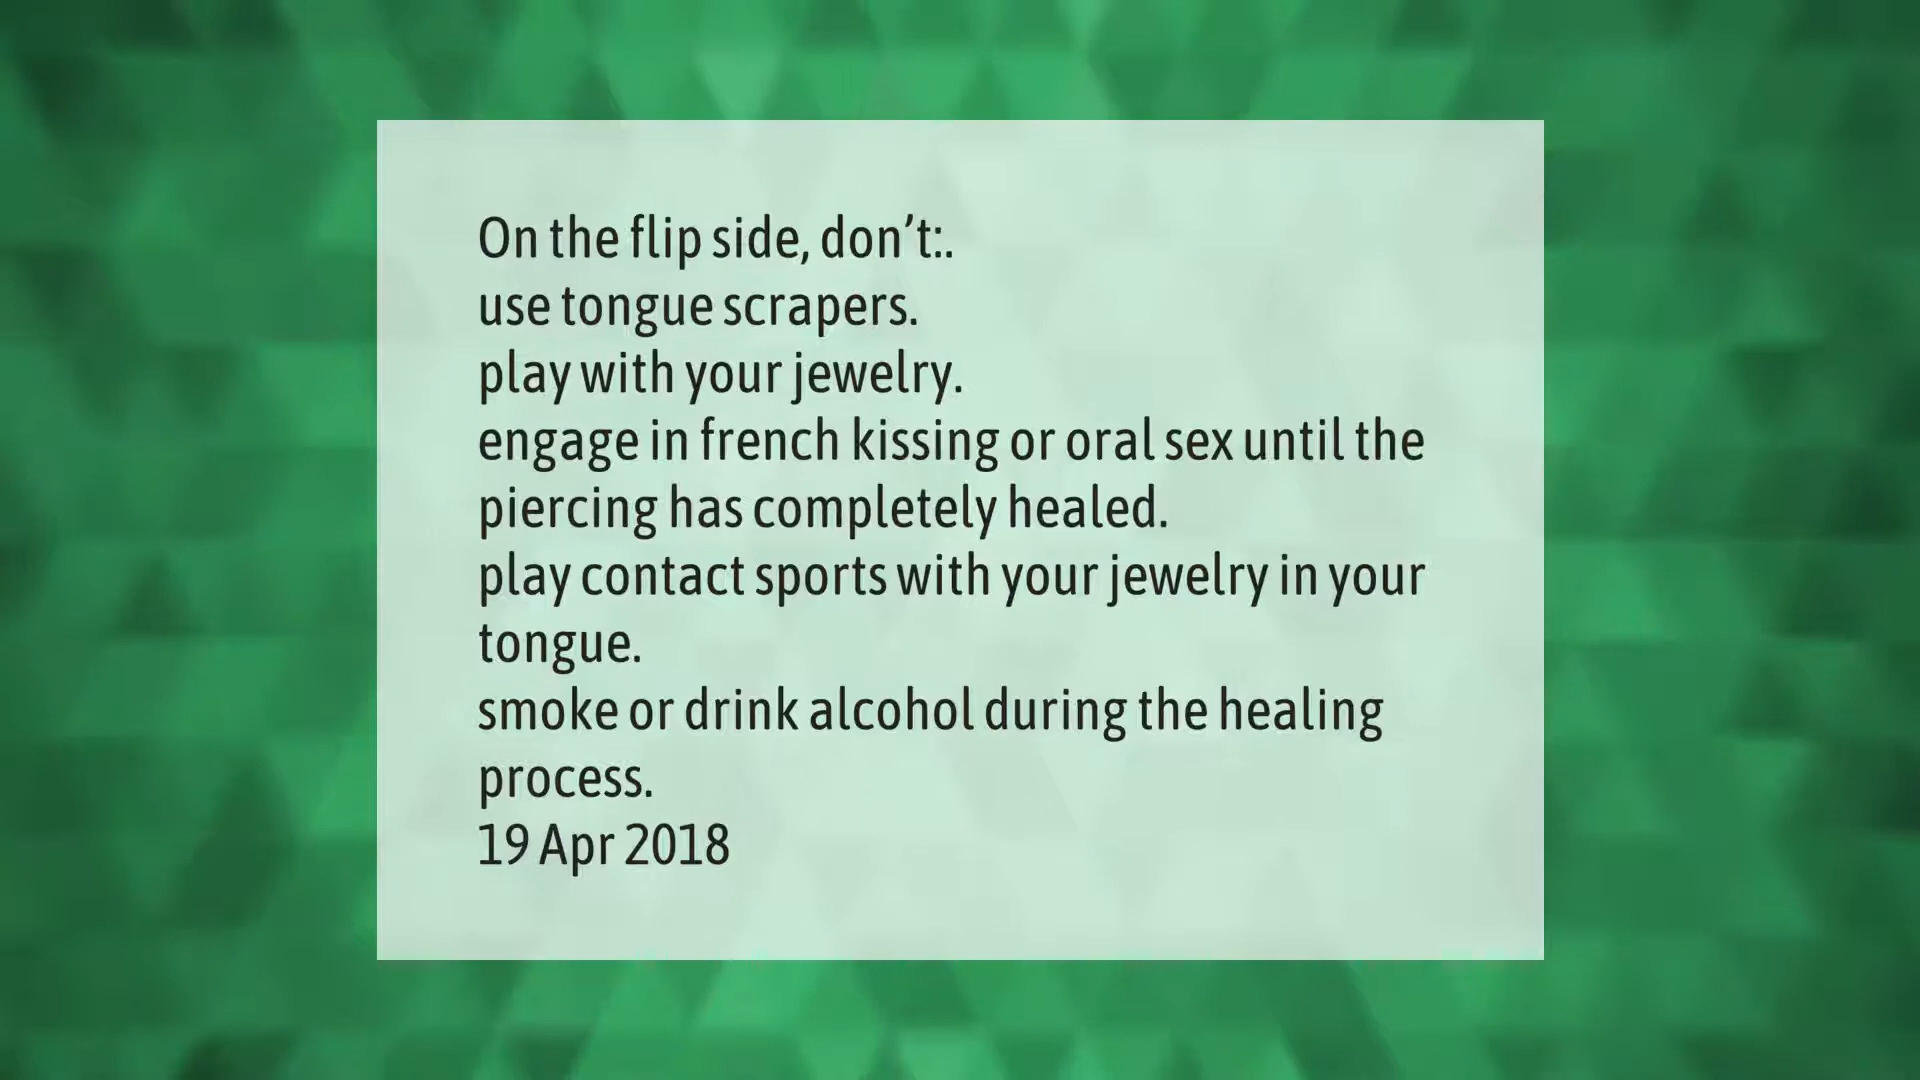 On the flip side, don’t:.
use tongue scrapers.
play with your jewelry.
engage in french kissing or oral sex until the
piercing has completely healed.
play contact sports with your jewelry in your
tongue.
smoke or drink alcohol during the healing
process.
19 Apr 2018